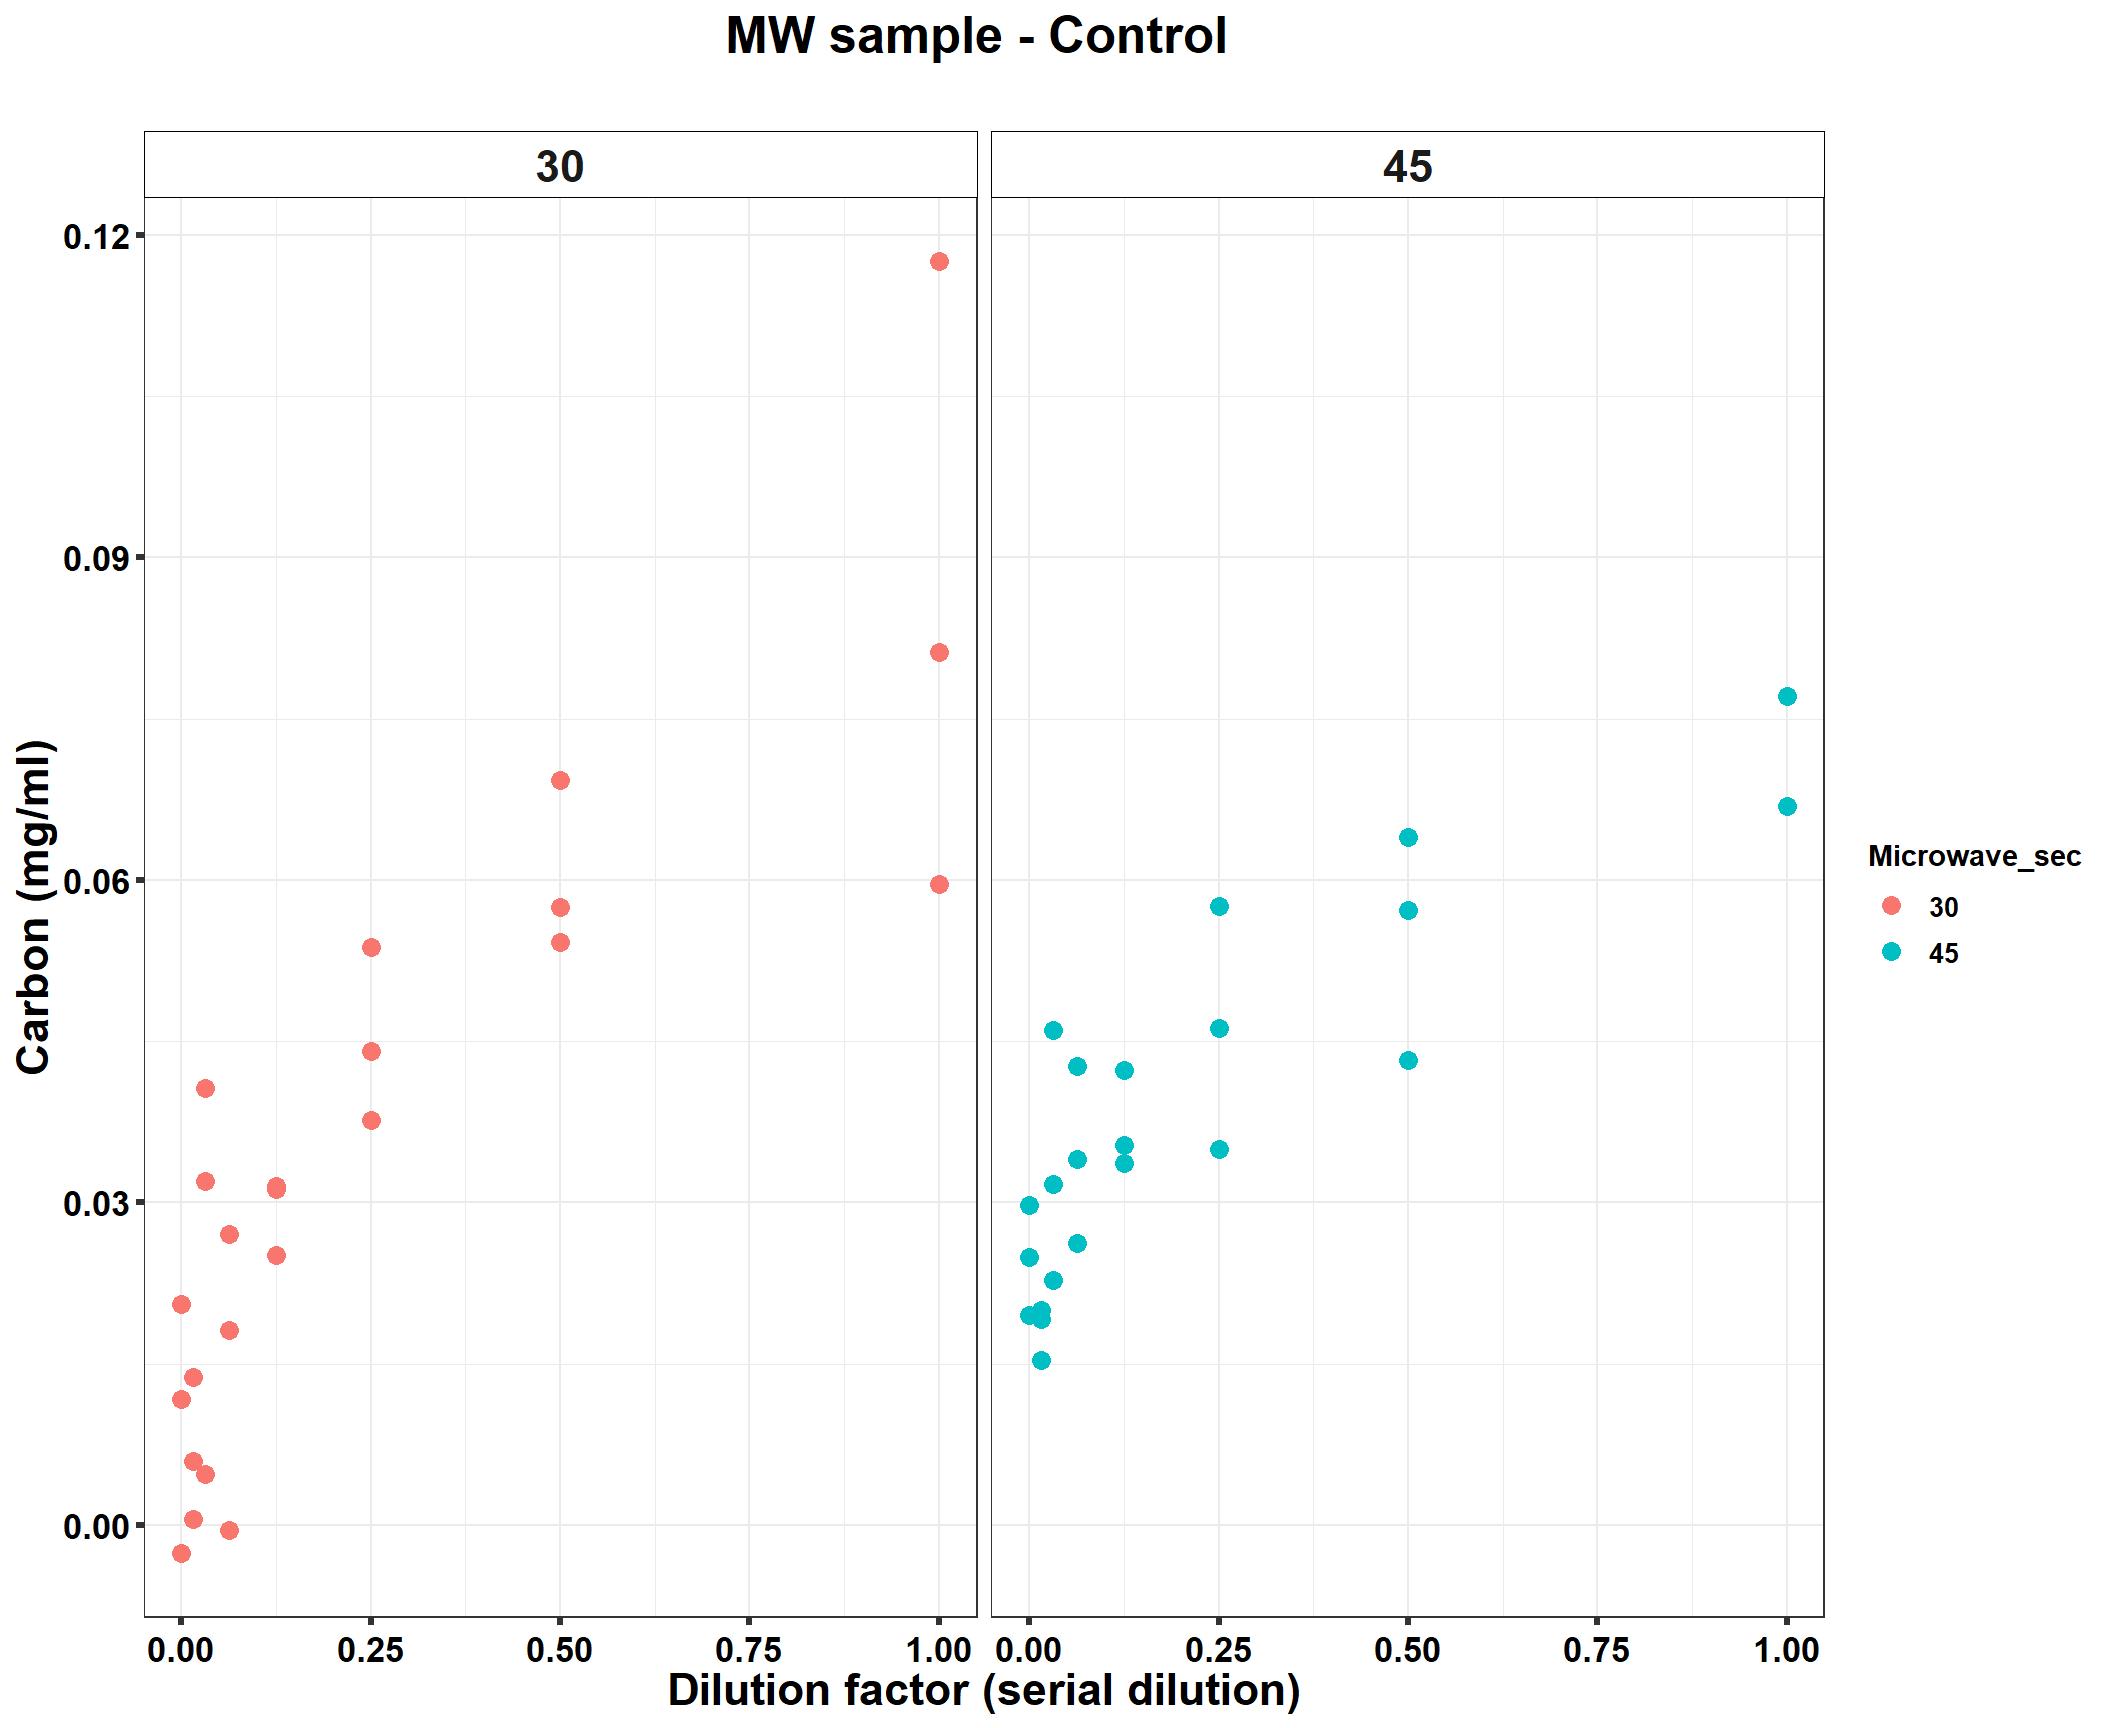 MW sample - Control
30
45
0.12
0.09
0.06
0.03
0.00
Carbon (mg/ml)
0.00 0.25 0.50 0.75 1.00
0.00 0.25 0.50 0.75 1.00
Dilution factor (serial dilution)
Microwave_sec
30
45